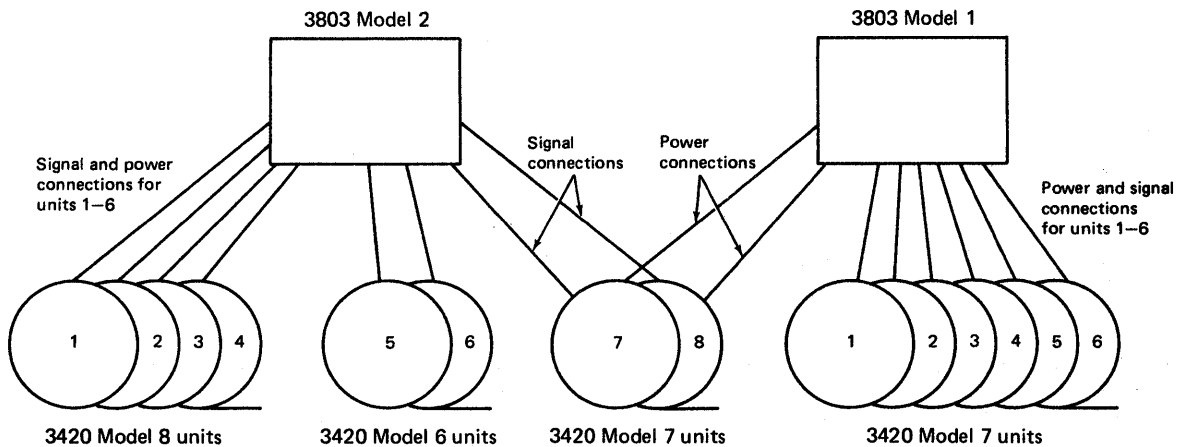 3803 Model 2
3803 Model 1
Signal and power
connections for
units 1–6
Signal
connections
Power
connections
Power and signal
connections
for units 1–6
1
2
3
4
5
6
7
8
1
2
3
4
5
6
3420 Model 8 units
3420 Model 6 units
3420 Model 7 units
3420 Model 7 units